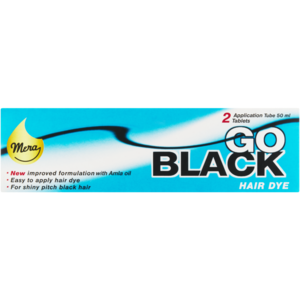 Mera
2 Application Tube 50 ml
Tablets
GO
BLACK
HAIR DYE
• New improved formulation with Amla oil
• Easy to apply hair dye
• For shiny pitch black hair